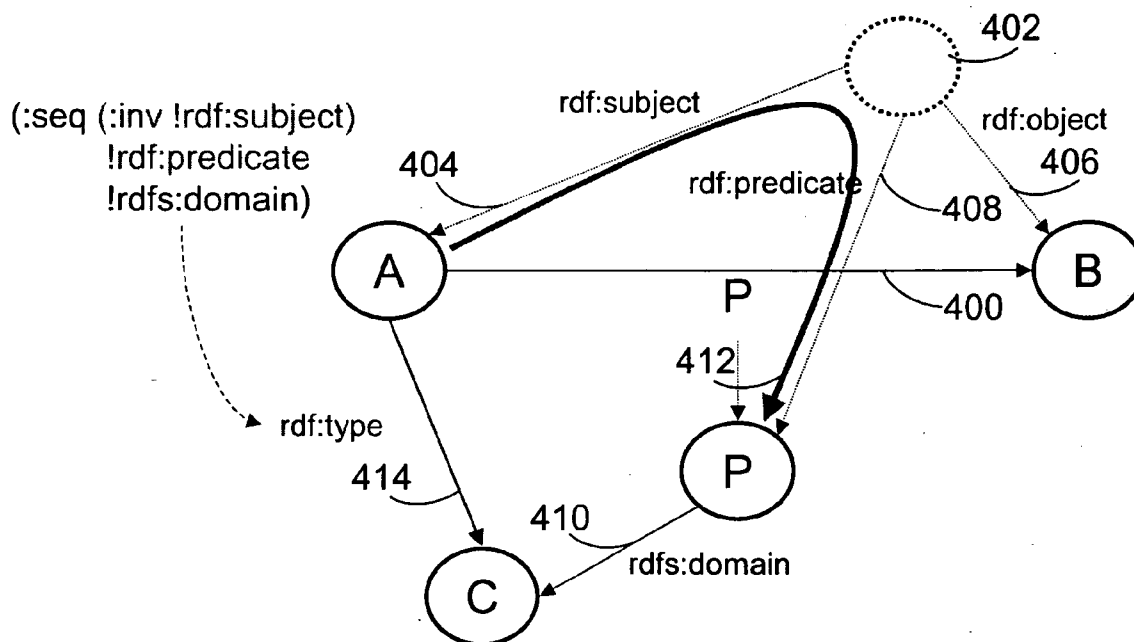 402
(:seq (:inv !rdf:subject)
!rdf:predicate
!rdfs:domain)
rdf:subject
rdf:object
404
rdf:predicate
406
408
A
P
400
B
412
rdf:type
P
414
410
rdfs:domain
C